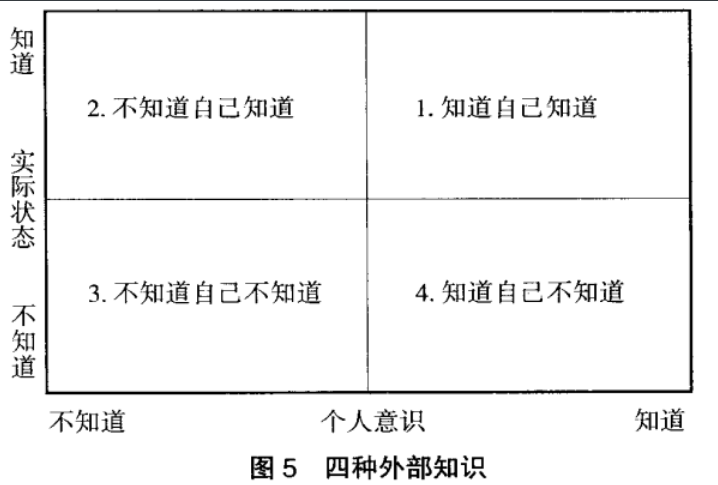 知道
实际状态
不知道
2. 不知道自己知道
1. 知道自己知道
3. 不知道自己不知道
4. 知道自己不知道
不知道
个人意识
知道
图 5 四种外部知识